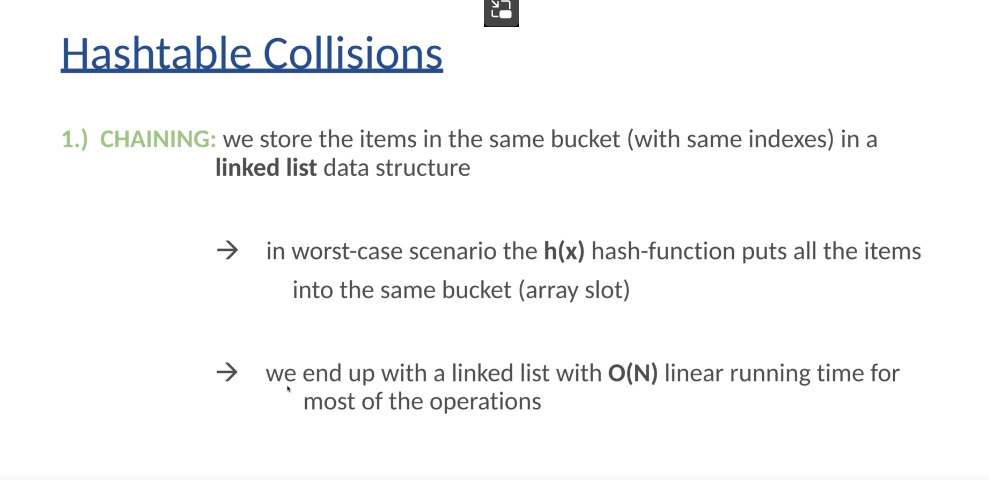 Hashtable Collisions
1.) CHAINING: we store the items in the same bucket (with same indexes) in a
linked list data structure
→ in worst-case scenario the h(x) hash-function puts all the items
into the same bucket (array slot)
→ we end up with a linked list with O(N) linear running time for
most of the operations